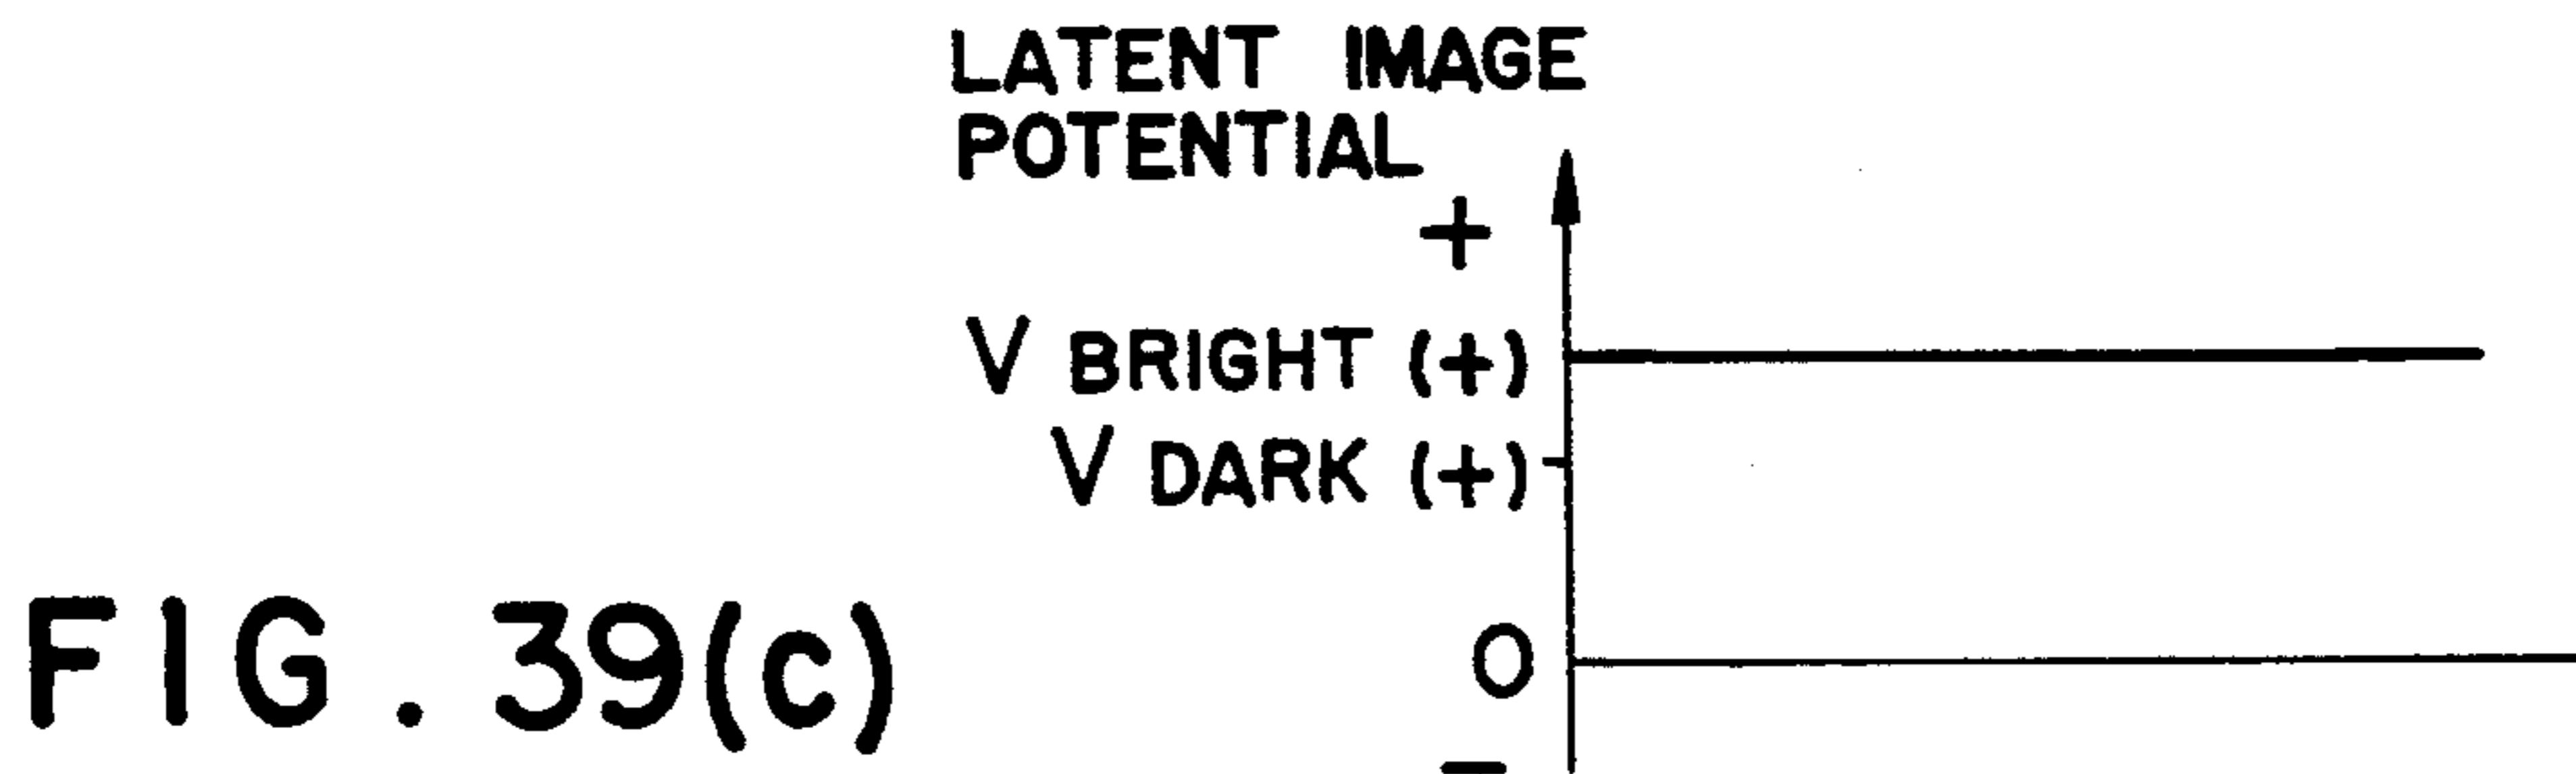 LATENT IMAGE
POTENTIAL
+
V BRIGHT (+)
V DARK (+)
0
FIG. 39(c)
−